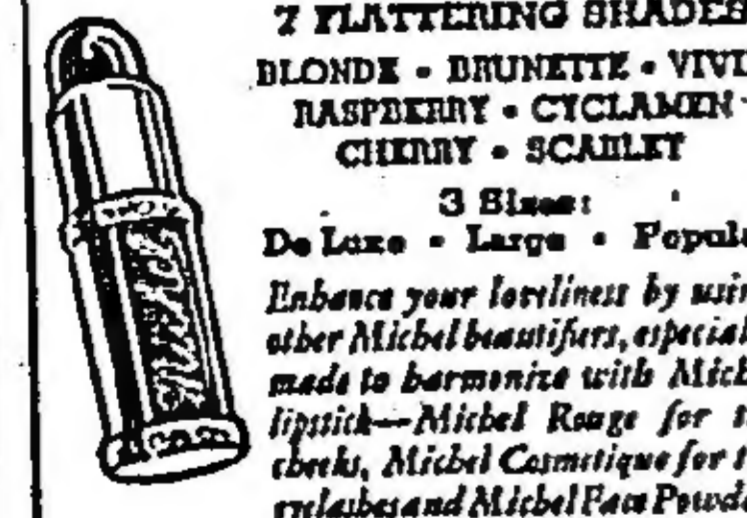 7 FLATTERING SHADES
BLONDE • BRUNETTE • VIVI
RASPBERRY • CYCLAMEN •
CHERRY • SCARLET
3 Sizes:
De Luxe • Large • Popula
Enhance your loveliness by usin
other Michel beautifiers, especial
made to harmonize with Mich
lipstick—Michel Rouge for t
cheeks, Michel Cosmetique for t
eyelashes and Michel Face Powde